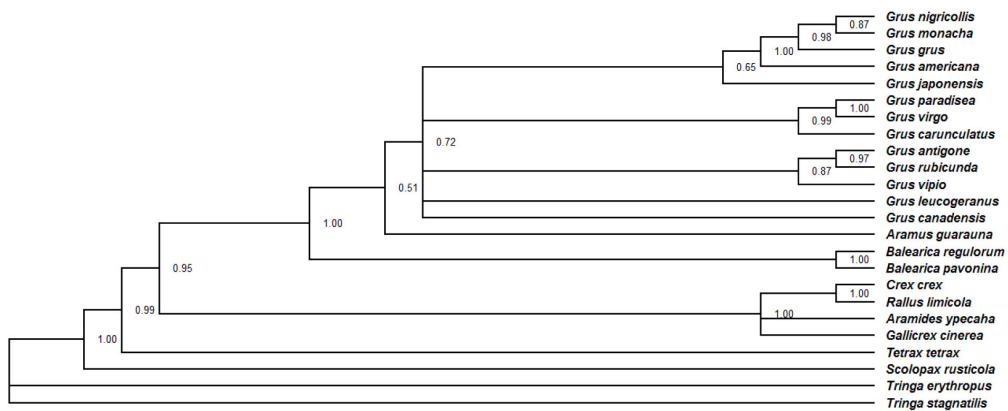 Grus nigricollis
0.87
Grus monacha
0.98
Grus grus
1.00
Grus americana
0.65
Grus japonensis
Grus paradisea
1.00
Grus virgo
0.99
Grus carunculatus
0.72
Grus antigone
0.97
Grus rubicunda
0.87
Grus vipio
0.51
Grus leucogeranus
Grus canadensis
1.00
Aramus guarauna
Balearica regulorum
1.00
Balearica pavonina
0.95
Crex crex
1.00
Rallus limicola
0.99
1.00
Aramides ypecaha
Gallicrex cinerea
1.00
Tetrax tetrax
Scolopax rusticola
Tringa erythropus
Tringa stagnatilis